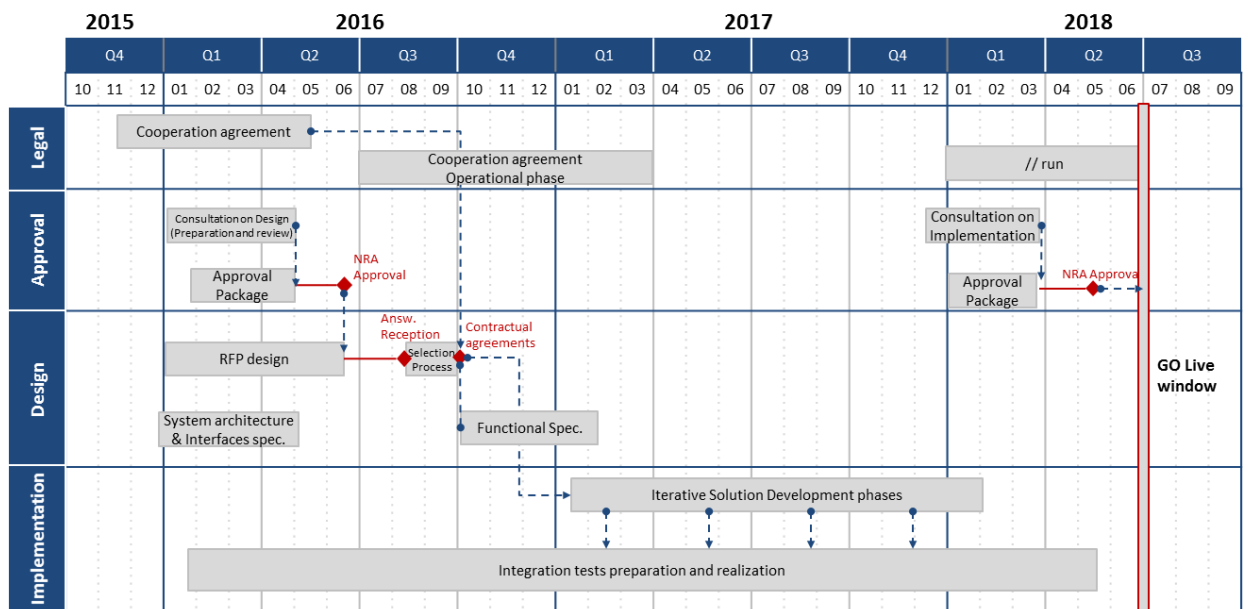 2015 2016 2017 2018
Q4 Q1 Q2 Q3 Q4 Q1 Q2 Q3 Q4 Q1 Q2 Q3
10 11 12 01 02 03 04 05 06 07 08 09 10 11 12 01 02 03 04 05 06 07 08 09 10 11 12 01 02 03 04 05 06 07 08 09
Legal
Cooperation agreement
Cooperation agreement
Operational phase
// run
Approval
Consultation on Design
(Preparation and review)
NRA
Approval
Approval
Package
Consultation on
Implementation
Approval
Package
NRA Approva
Design
RFP design
Answ.
Reception
Selection
Process
Contractual
agreements
System architecture
& Interfaces spec.
Functional Spec.
GO Live
window
Implementation
Iterative Solution Development phases
Integration tests preparation and realization